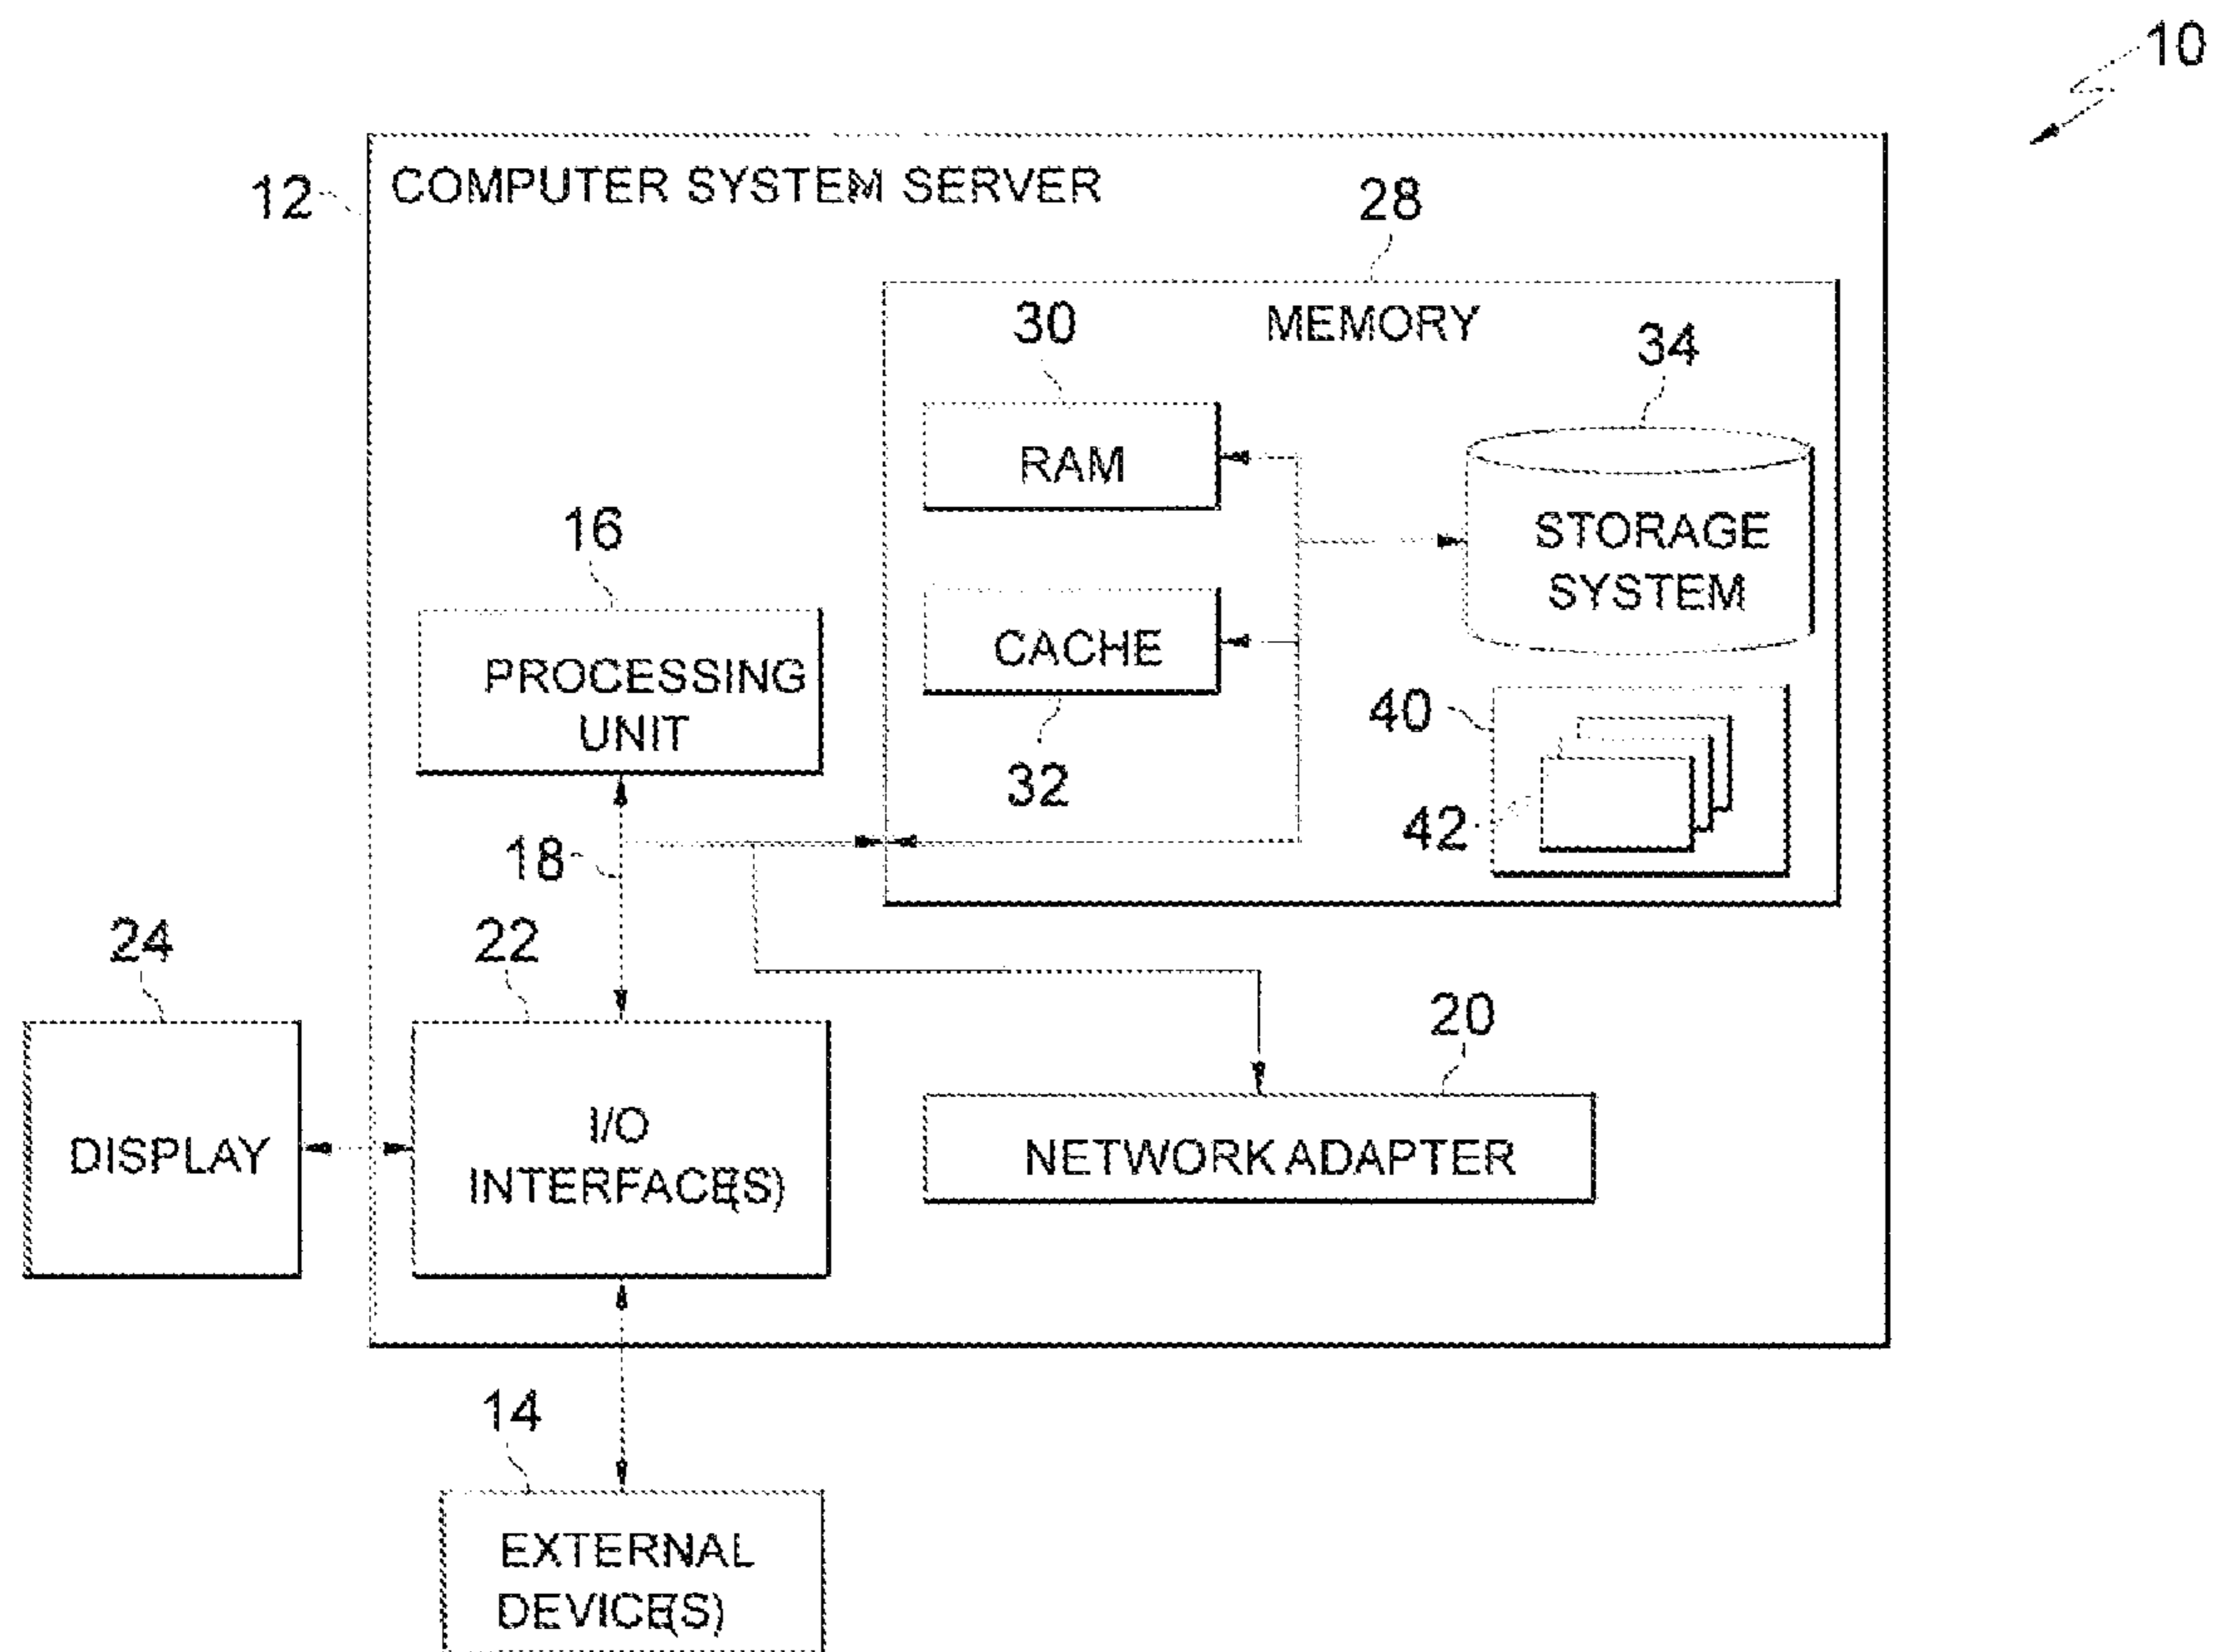 10
12
COMPUTER SYSTEM SERVER
28
MEMORY
30
34
RAM
STORAGE
SYSTEM
16
CACHE
PROCESSING
UNIT
32
40
42
18
24
22
20
DISPLAY
I/O
INTERFACE(S)
NETWORK ADAPTER
14
EXTERNAL
DEVICE(S)